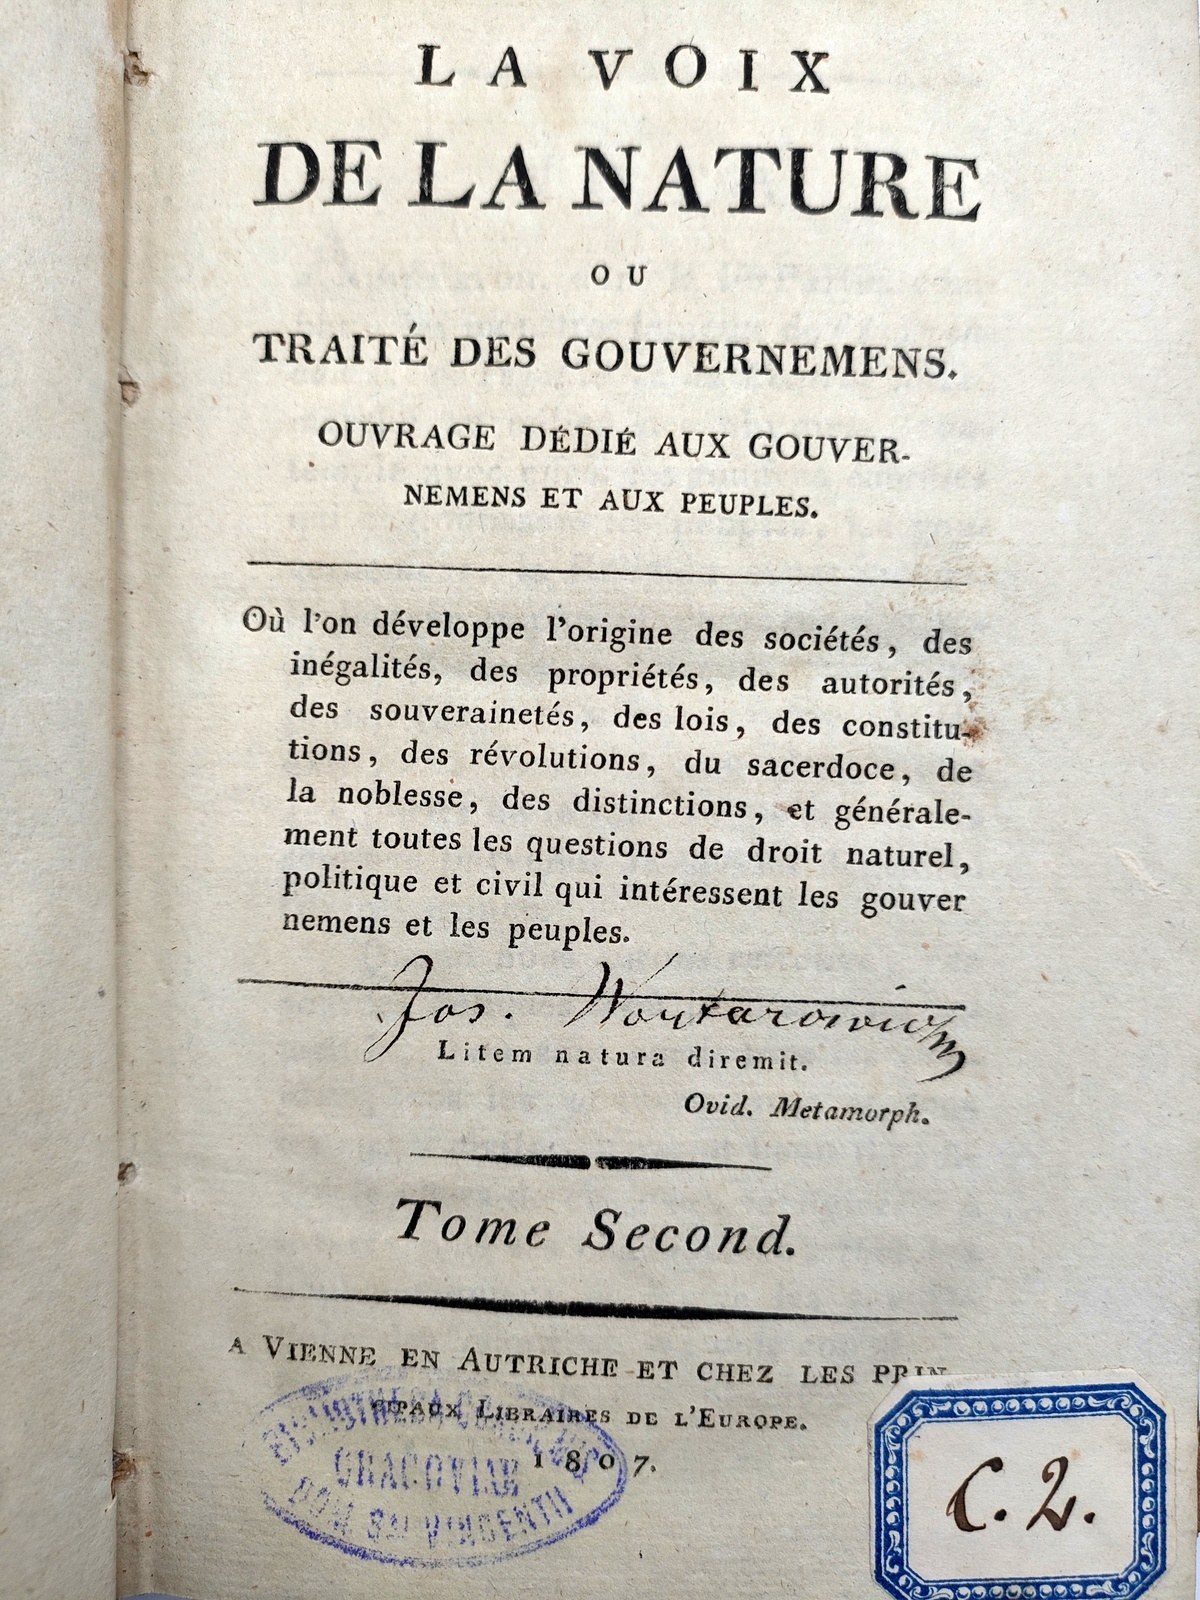 LA VOIX
DE LA NATURE
OU
TRAITÉ DES GOUVERNEMENS.
OUVRAGE DÉDIÉ AUX GOUVER-
NEMENS ET AUX PEUPLES.
Où l'on développe l'origine des sociétés, des
inégalités, des propriétés, des autorités,
des souverainetés, des lois, des constitu-
tions, des révolutions, du sacerdoce, de
la noblesse, des distinctions, et générale-
ment toutes les questions de droit naturel,
politique et civil qui intéressent les gouver
nemens et les peuples.
Jos.
Litem natura diremit.
Ovid. Metamorph.
Tome Second.
A VIENNE EN AUTRICHE ET CHEZ LES PRIN
CIPAUX LIBRAIRES DE L'EUROPE.
1807.
BIBLIOTHECA
CRACOVIAE
DOM VINCENTII
C. 2.